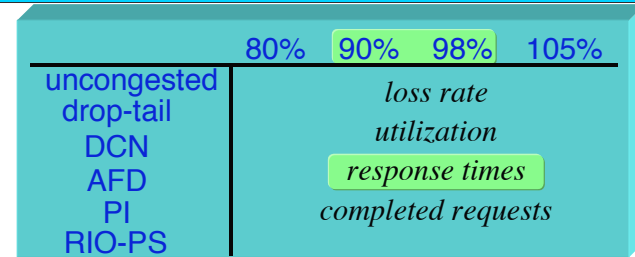 80% 90% 98% 105%
uncongested
drop-tail
DCN
AFD
PI
RIO-PS
loss rate
utilization
response times
completed requests